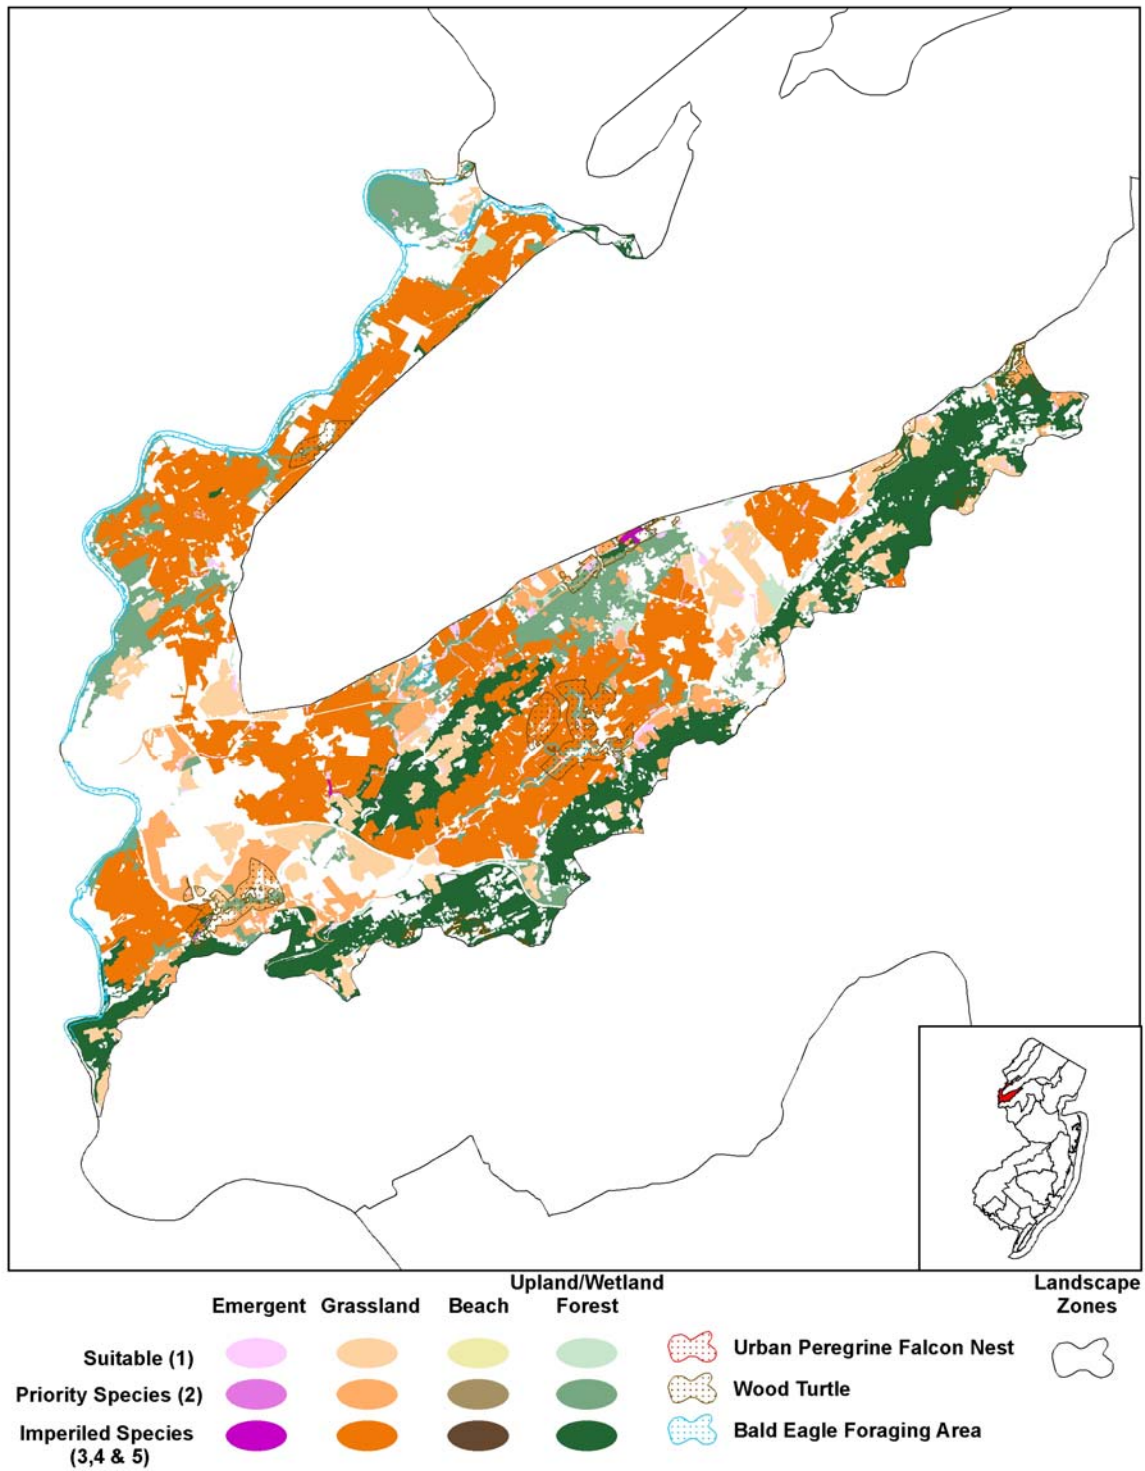 Upland/Wetland
Landscape
Emergent Grassland Beach Forest
Zones
Suitable (1)
Urban Peregrine Falcon Nest
Priority Species (2)
Wood Turtle
Imperiled Species
(3,4 & 5)
Bald Eagle Foraging Area